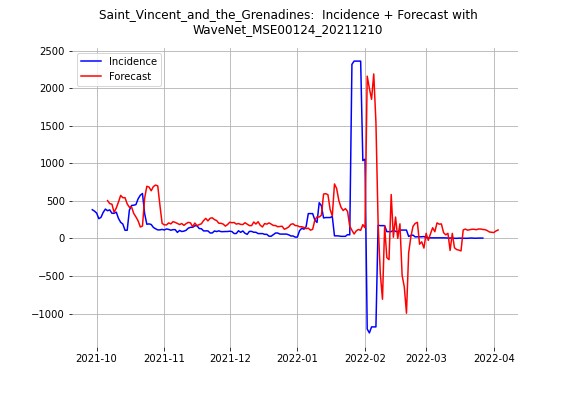 Saint_Vincent_and_the_Grenadines:  Incidence + Forecast with
WaveNet_MSE00124_20211210
Incidence
Forecast
2500
2000
1500
1000
500
0
−500
−1000
2021-10 2021-11 2021-12 2022-01 2022-02 2022-03 2022-04